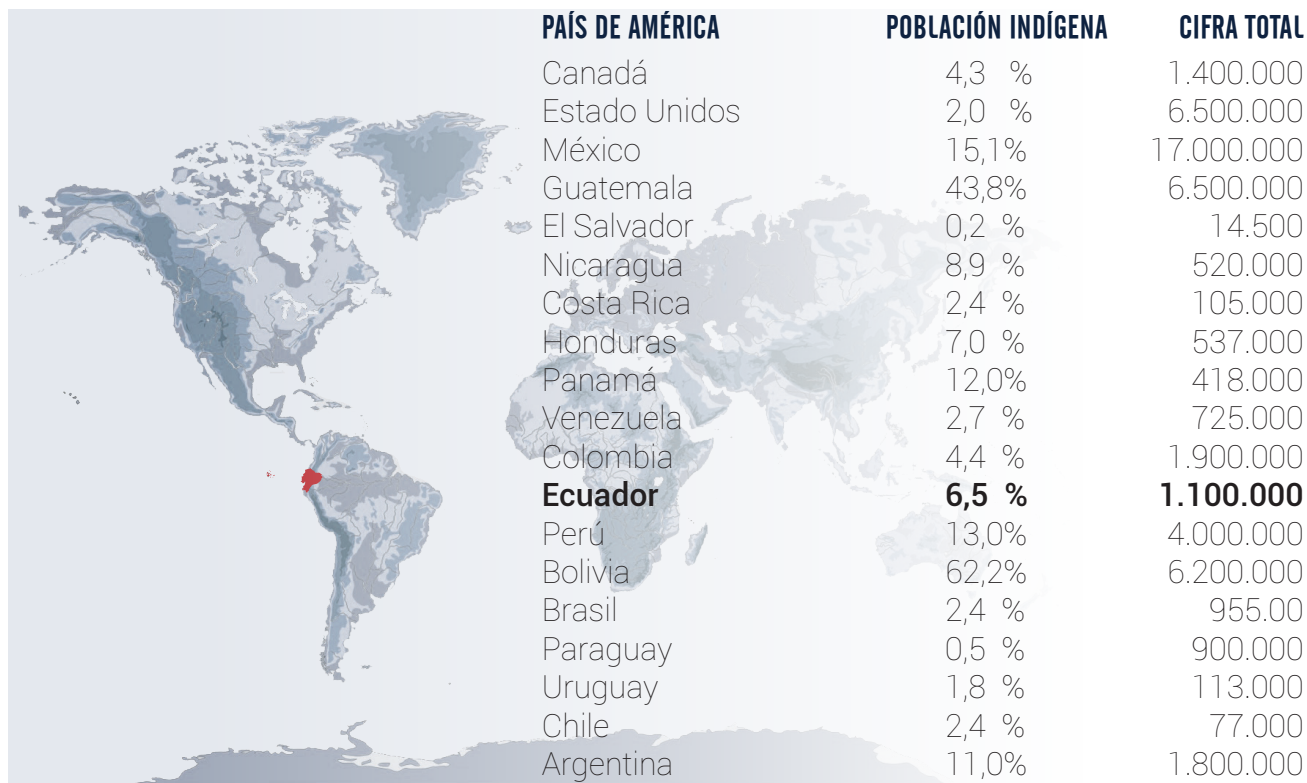 PAÍS DE AMÉRICA POBLACIÓN INDÍGENA CIFRA TOTAL
Canadá 4,3 % 1.400.000
Estado Unidos 2,0 % 6.500.000
México 15,1% 17.000.000
Guatemala 43,8% 6.500.000
El Salvador 0,2 % 14.500
Nicaragua 8,9 % 520.000
Costa Rica 2,4 % 105.000
Honduras 7,0 % 537.000
Panamá 12,0% 418.000
Venezuela 2,7 % 725.000
Colombia 4,4 % 1.900.000
Ecuador 6,5 % 1.100.000
Perú 13,0% 4.000.000
Bolivia 62,2% 6.200.000
Brasil 2,4 % 955.00
Paraguay 0,5 % 900.000
Uruguay 1,8 % 113.000
Chile 2,4 % 77.000
Argentina 11,0% 1.800.000